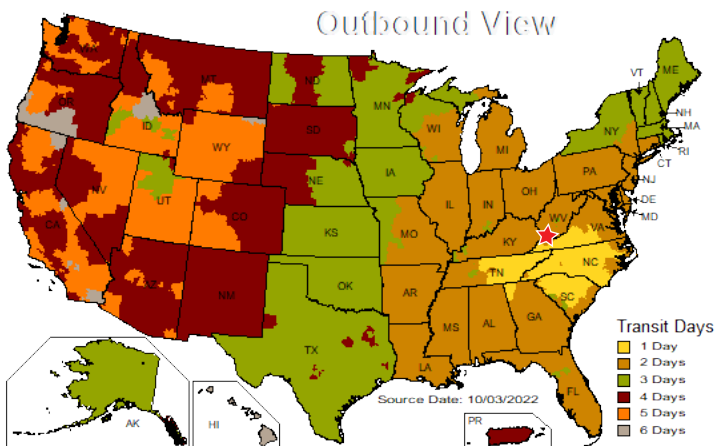 Outbound View
WA
MT
ND
MN
VT
ME
OR
ID
SD
WI
NY
NH
MA
WY
MI
RI
CT
NE
IA
PA
NJ
NV
UT
IL
IN
OH
DE
MD
CA
CO
KS
MO
WV
VA
KY
AZ
NM
OK
AR
TN
NC
SC
TX
LA
MS
AL
GA
FL
Transit Days
1 Day
2 Days
3 Days
4 Days
5 Days
6 Days
Source Date: 10/03/2022
AK
HI
PR